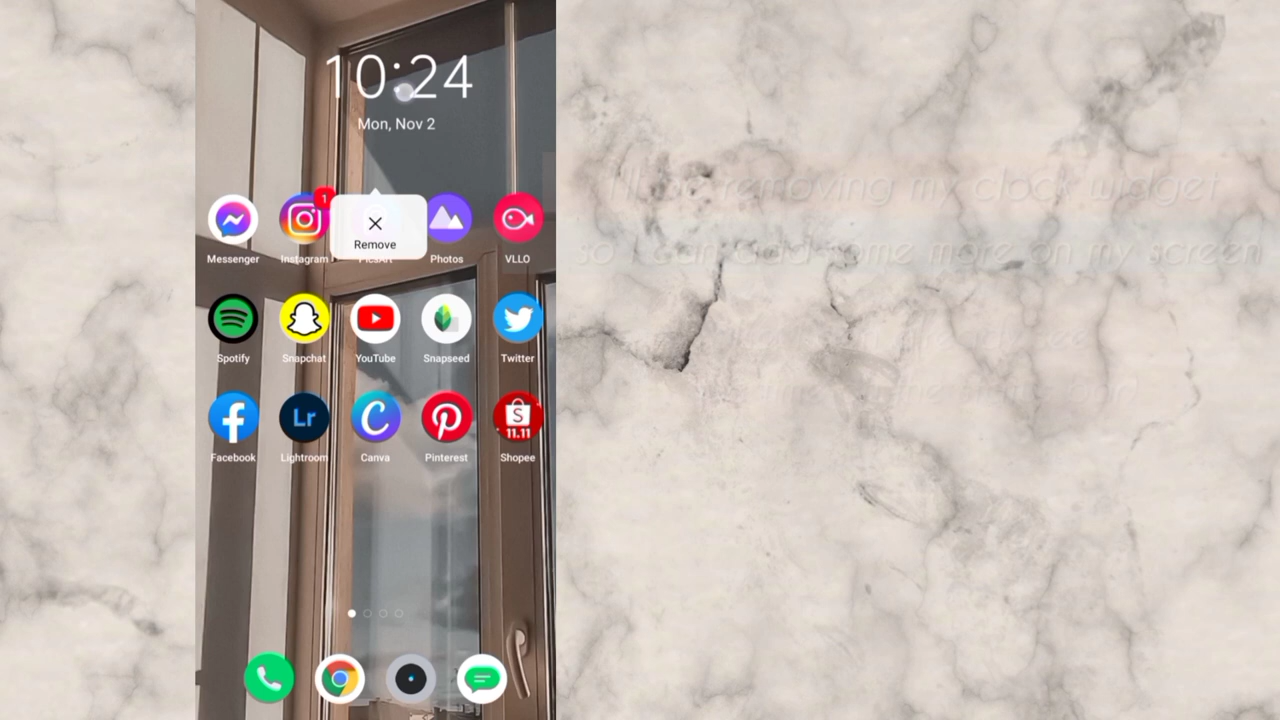 10:24
Mon, Nov 2
1
Remove
Messenger
Instagram
PicsArt
Photos
VLLO
Spotify
Snapchat
YouTube
Snapseed
Twitter
Lr
S
11.11
Facebook
Lightroom
Canva
Pinterest
Shopee
I'll be removing my clock widget
so I can add some more on my screen